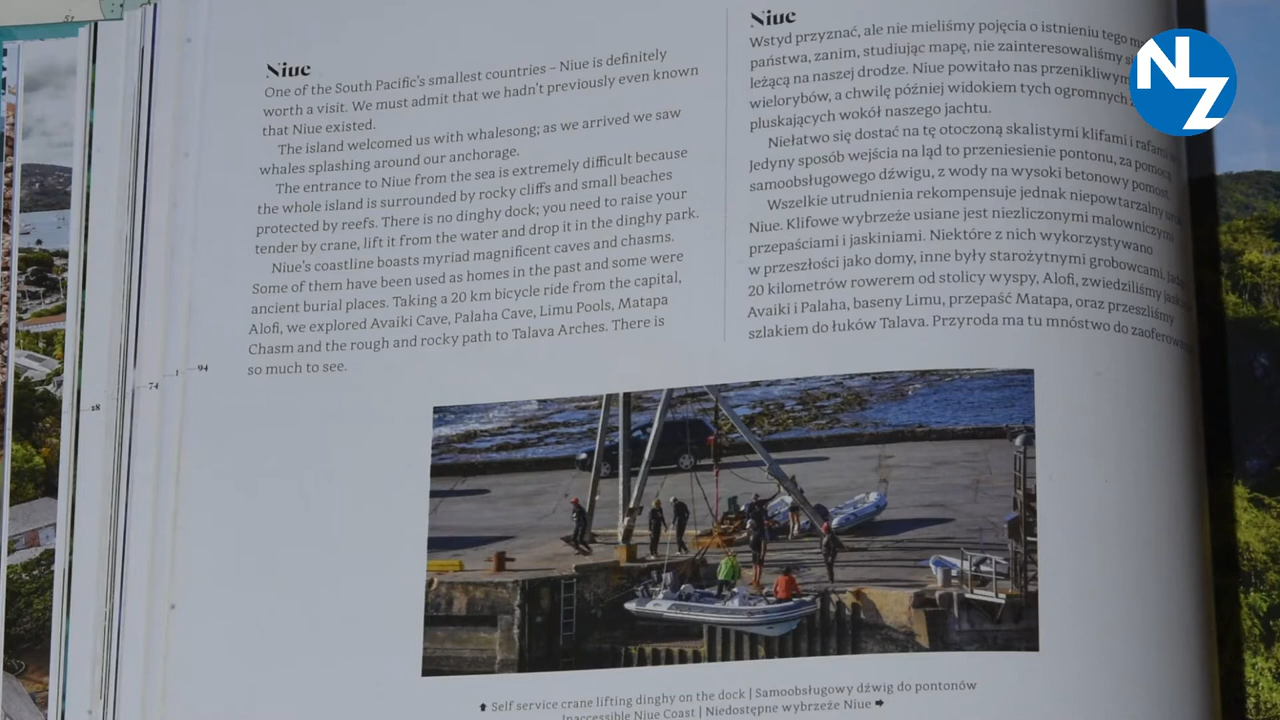 Niue
One of the South Pacific's smallest countries – Niue is definitely
worth a visit. We must admit that we hadn't previously even known
that Niue existed.
The island welcomed us with whalesong; as we arrived we saw
whales splashing around our anchorage.
The entrance to Niue from the sea is extremely difficult because
the whole island is surrounded by rocky cliffs and small beaches
protected by reefs. There is no dinghy dock; you need to raise your
tender by crane, lift it from the water and drop it in the dinghy park.
Niue's coastline boasts myriad magnificent caves and chasms.
Some of them have been used as homes in the past and some were
ancient burial places. Taking a 20 km bicycle ride from the capital,
Alofi, we explored Avaiki Cave, Palaha Cave, Limu Pools, Matapa
Chasm and the rough and rocky path to Talava Arches. There is
so much to see.
Niue
Wstyd przyznać, ale nie mieliśmy pojęcia o istnieniu tego
państwa, zanim, studiując mapę, nie zainteresowaliśmy
leżącą na naszej drodze. Niue powitało nas przenikliwym
wielorybów, a chwilę później widokiem tych ogromnych
pluskających wokół naszego jachtu.
Niełatwo się dostać na tę otoczoną skalistymi klifami i rafami
Jedyny sposób wejścia na ląd to przeniesienie pontonu, za pomocą
samoobsługowego dźwigu, z wody na wysoki betonowy pomost.
Wszelkie utrudnienia rekompensuje jednak niepowtarzalny
Niue. Klifowe wybrzeże usiane jest niezliczonymi malowniczymi
przepaściami i jaskiniami. Niektóre z nich wykorzystywano
w przeszłości jako domy, inne były starożytnymi grobowcami.
20 kilometrów rowerem od stolicy wyspy, Alofi, zwiedziliśmy
Avaiki i Palaha, baseny Limu, przepaść Matapa, oraz przeszliśmy
szlakiem do łuków Talava. Przyroda ma tu mnóstwo do
NZ
51
28
74
94
Self service crane lifting dinghy on the dock | Samoobsługowy dźwig do pontonów
Inaccessible Niue Coast | Niedostępne wybrzeże Niue